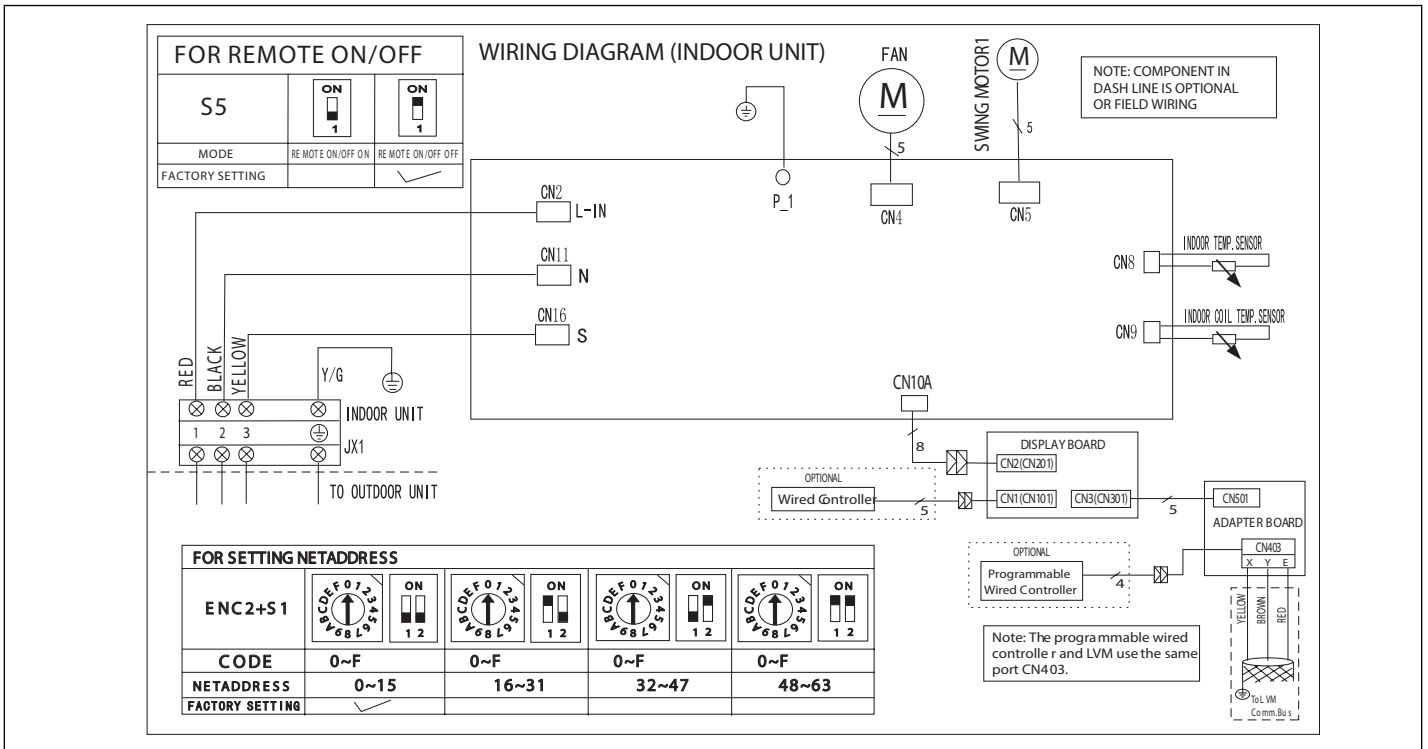 FOR REMOTE ON/OFF
WIRING DIAGRAM (INDOOR UNIT)
S5
ON
1
ON
1
MODE
REMOTE ON/OFF ON
REMOTE ON/OFF OFF
FACTORY SETTING
FAN
M
5
SWING MOTOR1
M
5
NOTE: COMPONENT IN
DASH LINE IS OPTIONAL
OR FIELD WIRING
P_1
CN4
CN5
CN2
L-IN
CN11
N
CN16
S
CN8
INDOOR TEMP.SENSOR
CN9
INDOOR COIL TEMP.SENSOR
RED
BLACK
YELLOW
Y/G
INDOOR UNIT
1 2 3
JX1
TO OUTDOOR UNIT
CN10A
8
DISPLAY BOARD
CN2(CN201)
CN1(CN101)
CN3(CN301)
OPTIONAL
Wired Controller
5
5
CN501
ADAPTER BOARD
CN403
X Y E
OPTIONAL
Programmable
Wired Controller
4
YELLOW
BROWN
RED
Note: The programmable wired
controlle r and LVM use the same
port CN403.
To L VM
Comm.Bus
FOR SETTING NETADDRESS
ENC2+S1
0123456789ABCDEF
ON
1 2
0123456789ABCDEF
ON
1 2
0123456789ABCDEF
ON
1 2
0123456789ABCDEF
ON
1 2
CODE 0~F 0~F 0~F 0~F
NETADDRESS 0~15 16~31 32~47 48~63
FACTORY SETTING